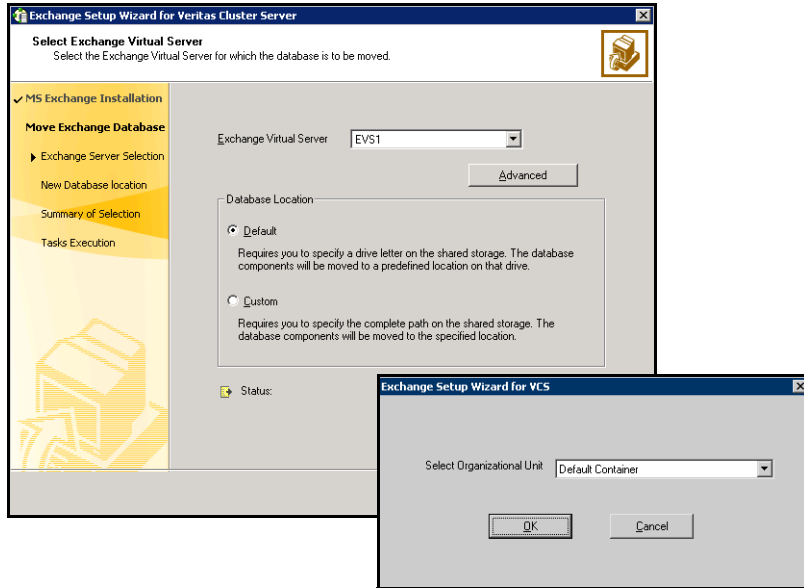 Exchange Setup Wizard for Veritas Cluster Server
Select Exchange Virtual Server
Select the Exchange Virtual Server for which the database is to be moved.
MS Exchange Installation
Move Exchange Database
Exchange Server Selection
New Database location
Summary of Selection
Tasks Execution
Exchange Virtual Server
EVS1
Advanced
Database Location
Default
Requires you to specify a drive letter on the shared storage. The database
components will be moved to a predefined location on that drive.
Custom
Requires you to specify the complete path on the shared storage. The
database components will be moved to the specified location.
Status:
Exchange Setup Wizard for VCS
Select Organizational Unit
Default Container
OK
Cancel